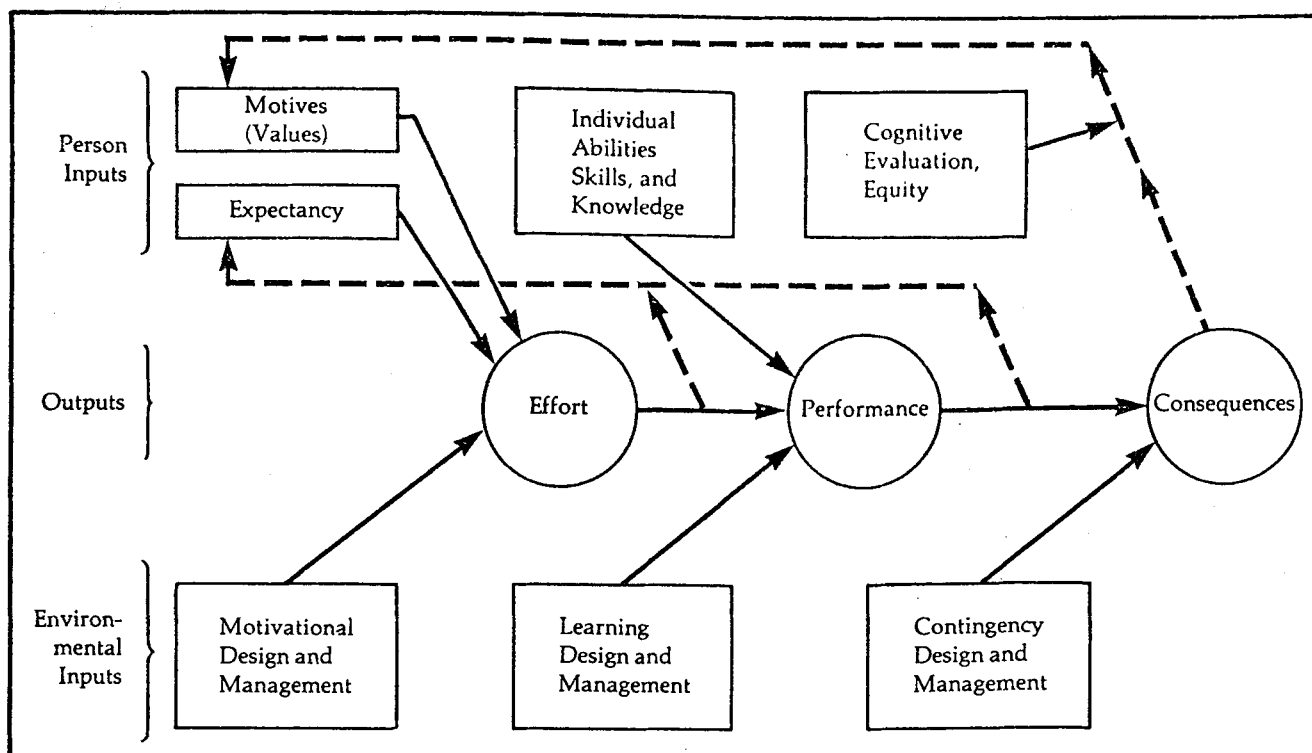 Person
Inputs
Motives
(Values)
Expectancy
Individual
Abilities
Skills, and
Knowledge
Cognitive
Evaluation,
Equity
Outputs
Effort
Performance
Consequences
Environ-
mental
Inputs
Motivational
Design and
Management
Learning
Design and
Management
Contingency
Design and
Management